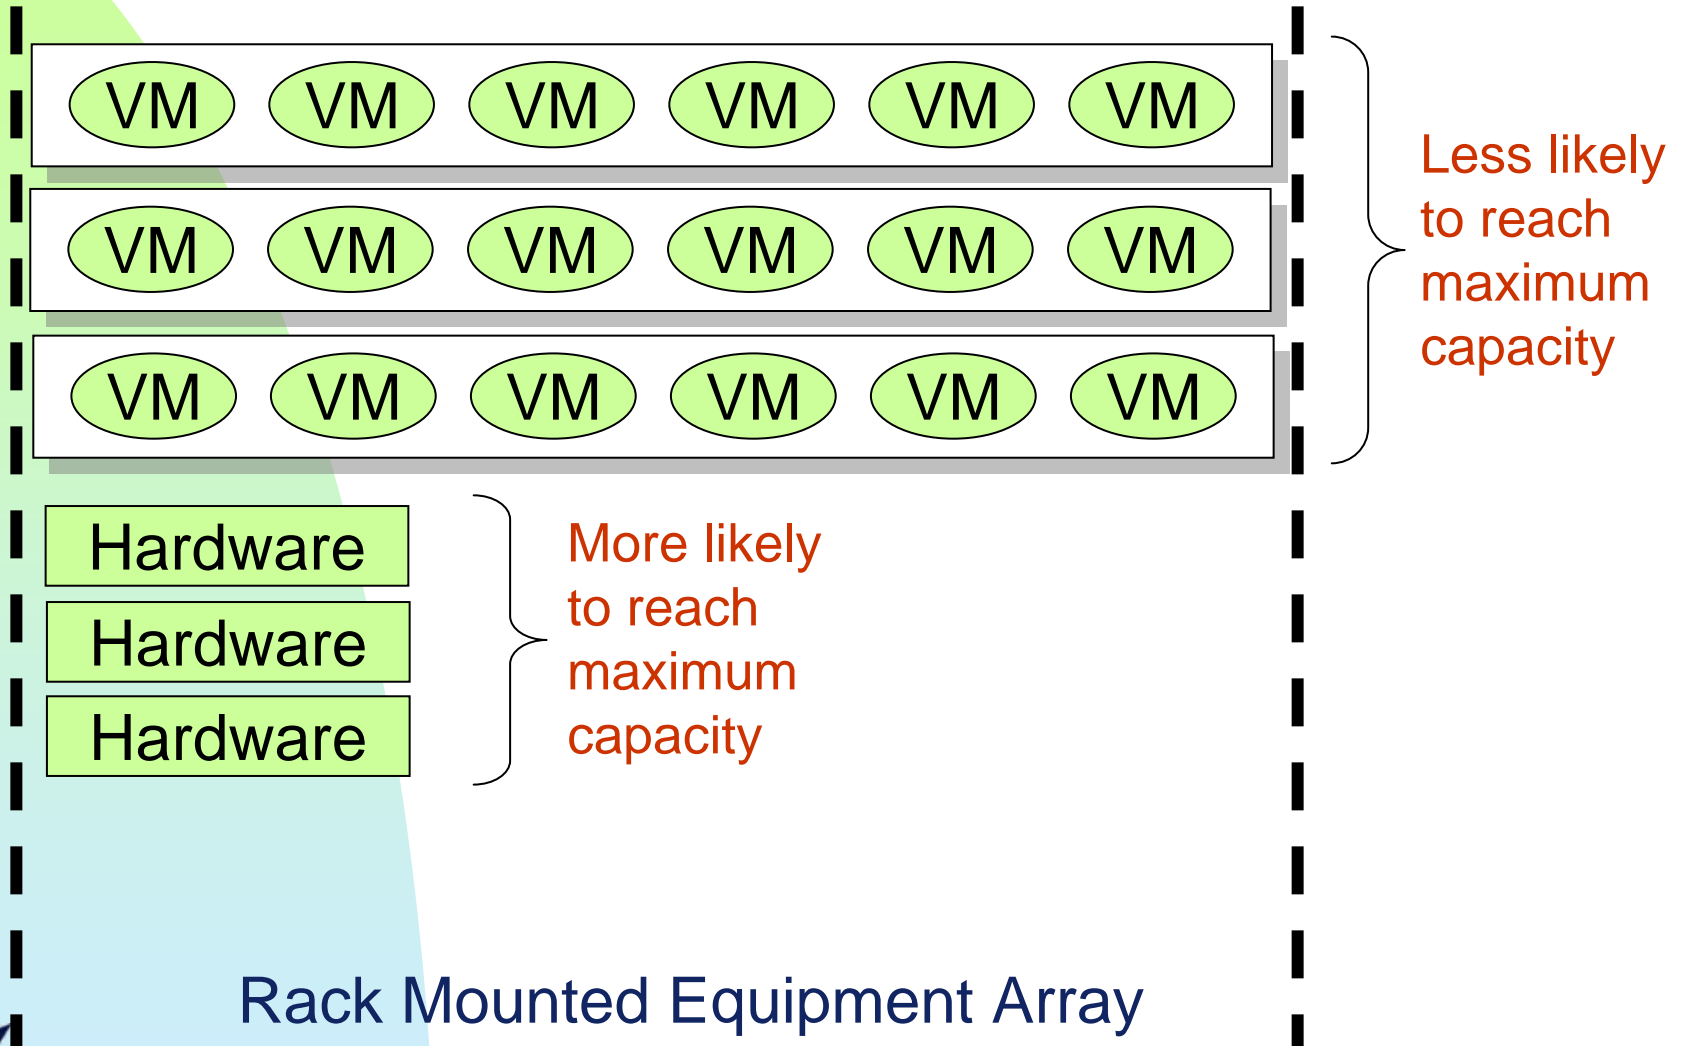 VM VM VM VM VM VM
VM VM VM VM VM VM
VM VM VM VM VM VM
Less likely
to reach
maximum
capacity
Hardware
Hardware
Hardware
More likely
to reach
maximum
capacity
Rack Mounted Equipment Array